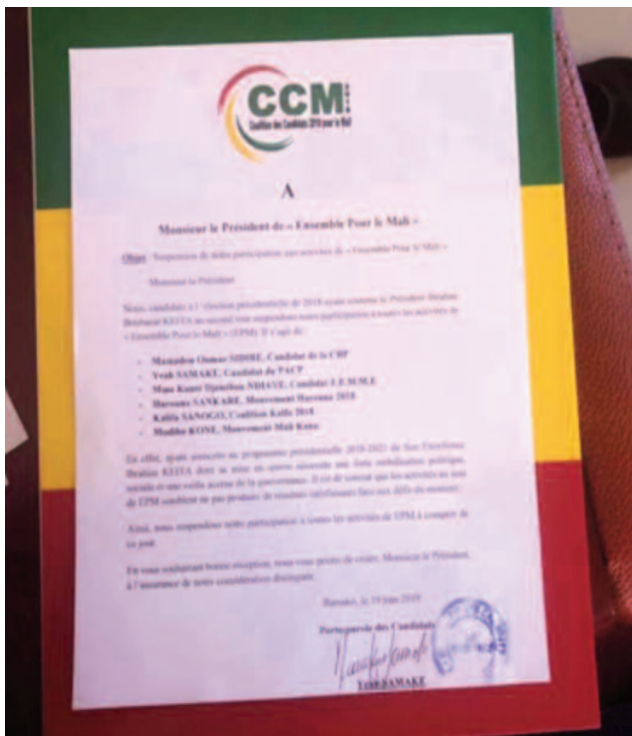 CCM 2018
Coalition des Candidats 2018 pour le Mali
A
Monsieur le Président de « Ensemble Pour le Mali »
Objet : Suspension de notre participation aux activités de « Ensemble Pour le Mali »
Monsieur le Président
Nous, candidats à l'élection présidentielle de 2018 ayant soutenu le Président Ibrahim
Boubacar KEITA au second tour suspendons notre participation à toutes les activités de
« Ensemble Pour le Mali » (EPM) Il s'agit de :
- Mamadou Oumar SIDIBE, Candidat de la CRP
- Yeah SAMAKE, Candidat du PACP
- Mme Kanté Djénébou NDIAYE, Candidat
- Harouna SANKARE, Mouvement Harouna 2018
- Kalifa SANOGO, Coalition Kalfa 2018
- Modibo KONE, Mouvement Mali Kana
En effet, ayant souscrits au programme présidentielle 2018-2023 de Son Excellence
Ibrahim KEITA dont la mise en œuvre nécessite une forte mobilisation politique,
sociale et une veille accrue de la gouvernance. Il est de constat que les activités au sein
de EPM semblent ne pas produire de résultats satisfaisants face aux défis du moment.
Ainsi, nous suspendons notre participation à toutes les activités de EPM à compter de
ce jour.
En vous souhaitant bonne réception, nous vous prions de croire, Monsieur le Président,
à l'assurance de notre considération distinguée.
Bamako, le 19 juin 2019
Porte-parole des Candidats
SAMAKE